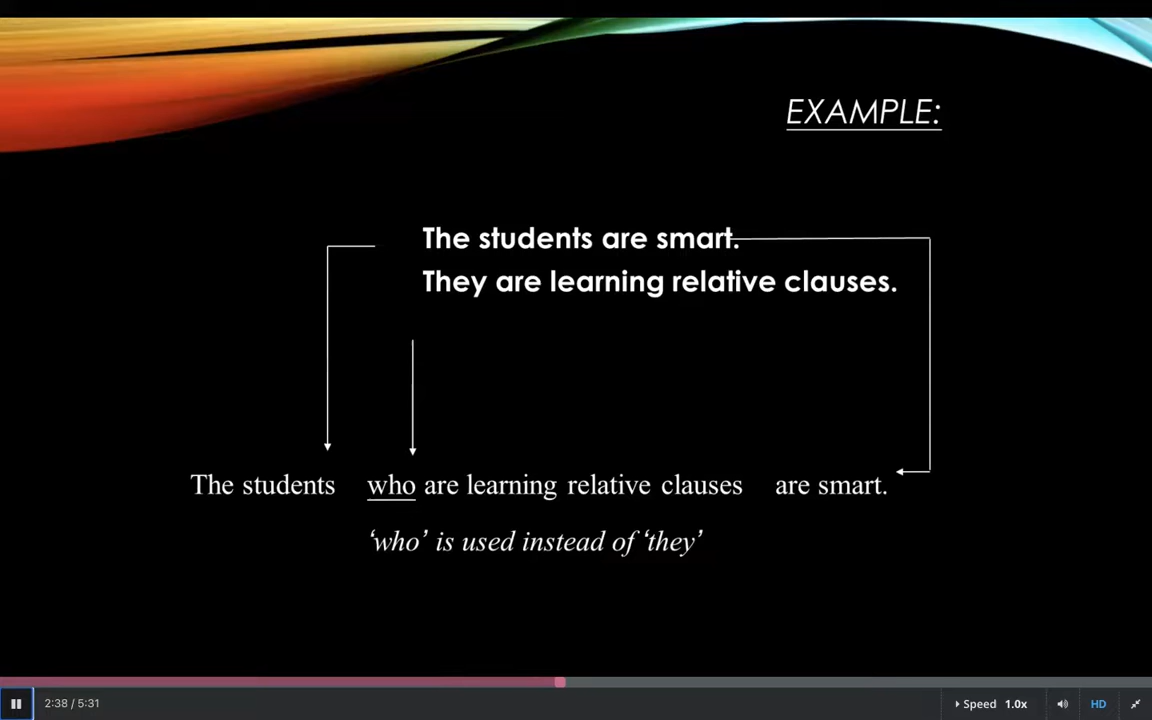 EXAMPLE:
The students are smart.
They are learning relative clauses.
The students who are learning relative clauses are smart.
‘who’ is used instead of ‘they’
2:38 / 5:31 Speed 1.0x HD